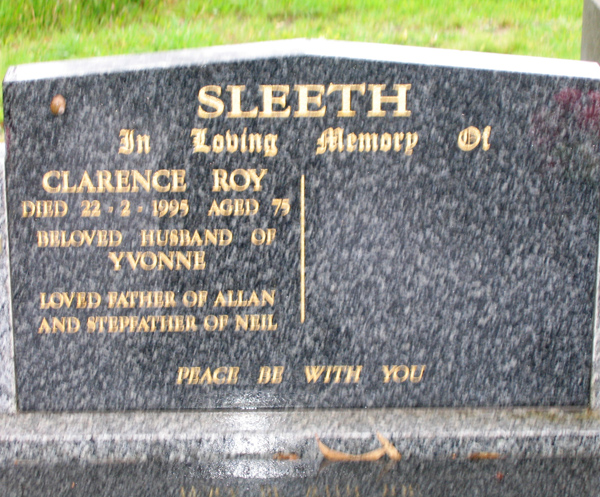 SLEETH
In Loving Memory Of
CLARENCE ROY
DIED 22-2-1995 AGED 75
BELOVED HUSBAND OF
YVONNE
LOVED FATHER OF ALLAN
AND STEPFATHER OF NEIL
PEACE BE WITH YOU